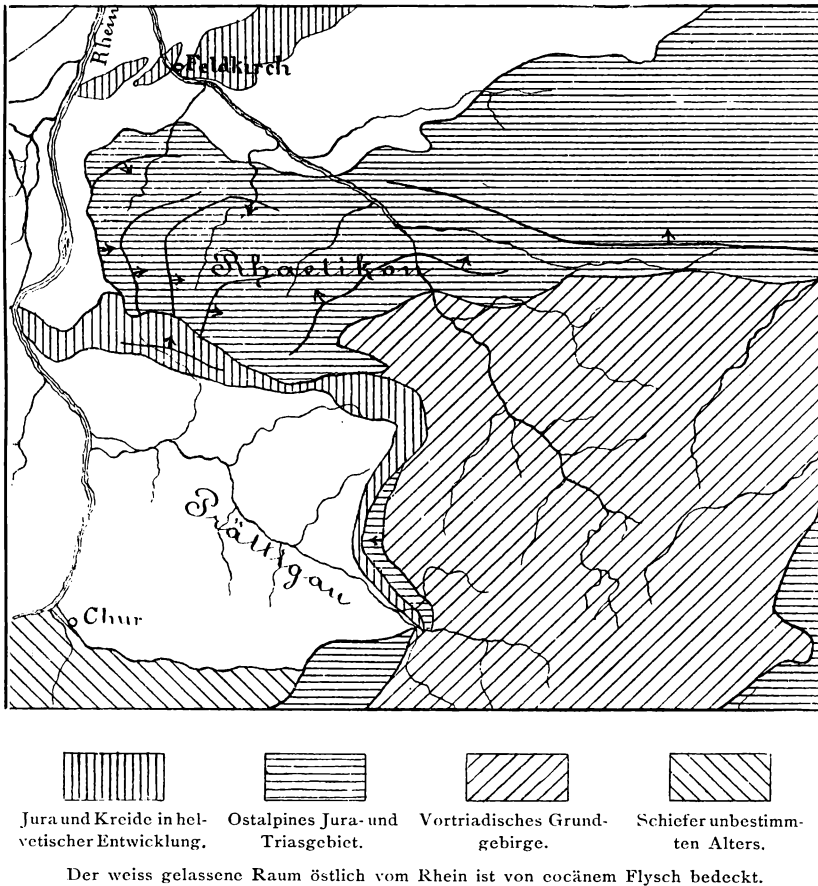 Rhein
Feldkirch
Rhaetikon
Prättigau
Chur
Jura und Kreide in hel-
vetischer Entwicklung.
Ostalpines Jura- und
Triasgebiet.
Vortriadisches Grund-
gebirge.
Schiefer unbestimm-
ten Alters.
Der weiss gelassene Raum östlich vom Rhein ist von eocänem Flysch bedeckt.